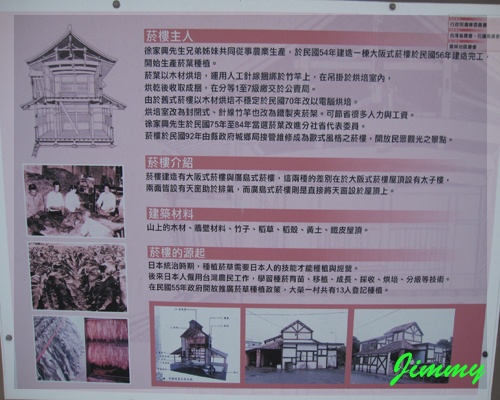 菸樓主人
徐家興先生兄弟姊妹共同從事農業生產，於民國54年建造一棟大阪式菸樓於民國56年建造完工，
開始生產菸葉種植。
菸葉以木材烘培，運用人工針線綑綁於竹竿上，在吊掛於烘培室內，
烘乾後收取成捆，在分等1至7級繳交於公賣局。
由於舊式菸樓以木材烘培不穩定於民國70年改以電腦烘培。
烘培室改為封閉式、針線竹竿也改為鐵製夾菸架。可節省很多人力與工資。
徐家興先生於民國75年至84年當選菸葉改進分社省代表委員。
菸樓於民國92年由縣政府城鄉局接管維修成為歐式風格之菸樓，開放民眾觀光之景點。
菸樓介紹
菸樓建造有大阪式菸樓與廣島式菸樓，這兩種的差別在於大阪式菸樓屋頂設有太子樓，
兩面皆設有天窗助於排氣，而廣島式菸樓則是直接將天窗設於屋頂上。
建築材料
山上的木材、牆壁材料、竹子、稻草、稻殼、黃土、鐵皮屋頂。
菸樓的源起
日本統治時期，種植菸草需要日本人的技能才能種植與經營。
後來日本人僱用台灣農民工作，學習種菸育苗、移植、成長、採收、烘培、分級等技術。
在民國55年政府開放推廣菸草種植政策，大榮一村共有13人登記種植。
Jimmy